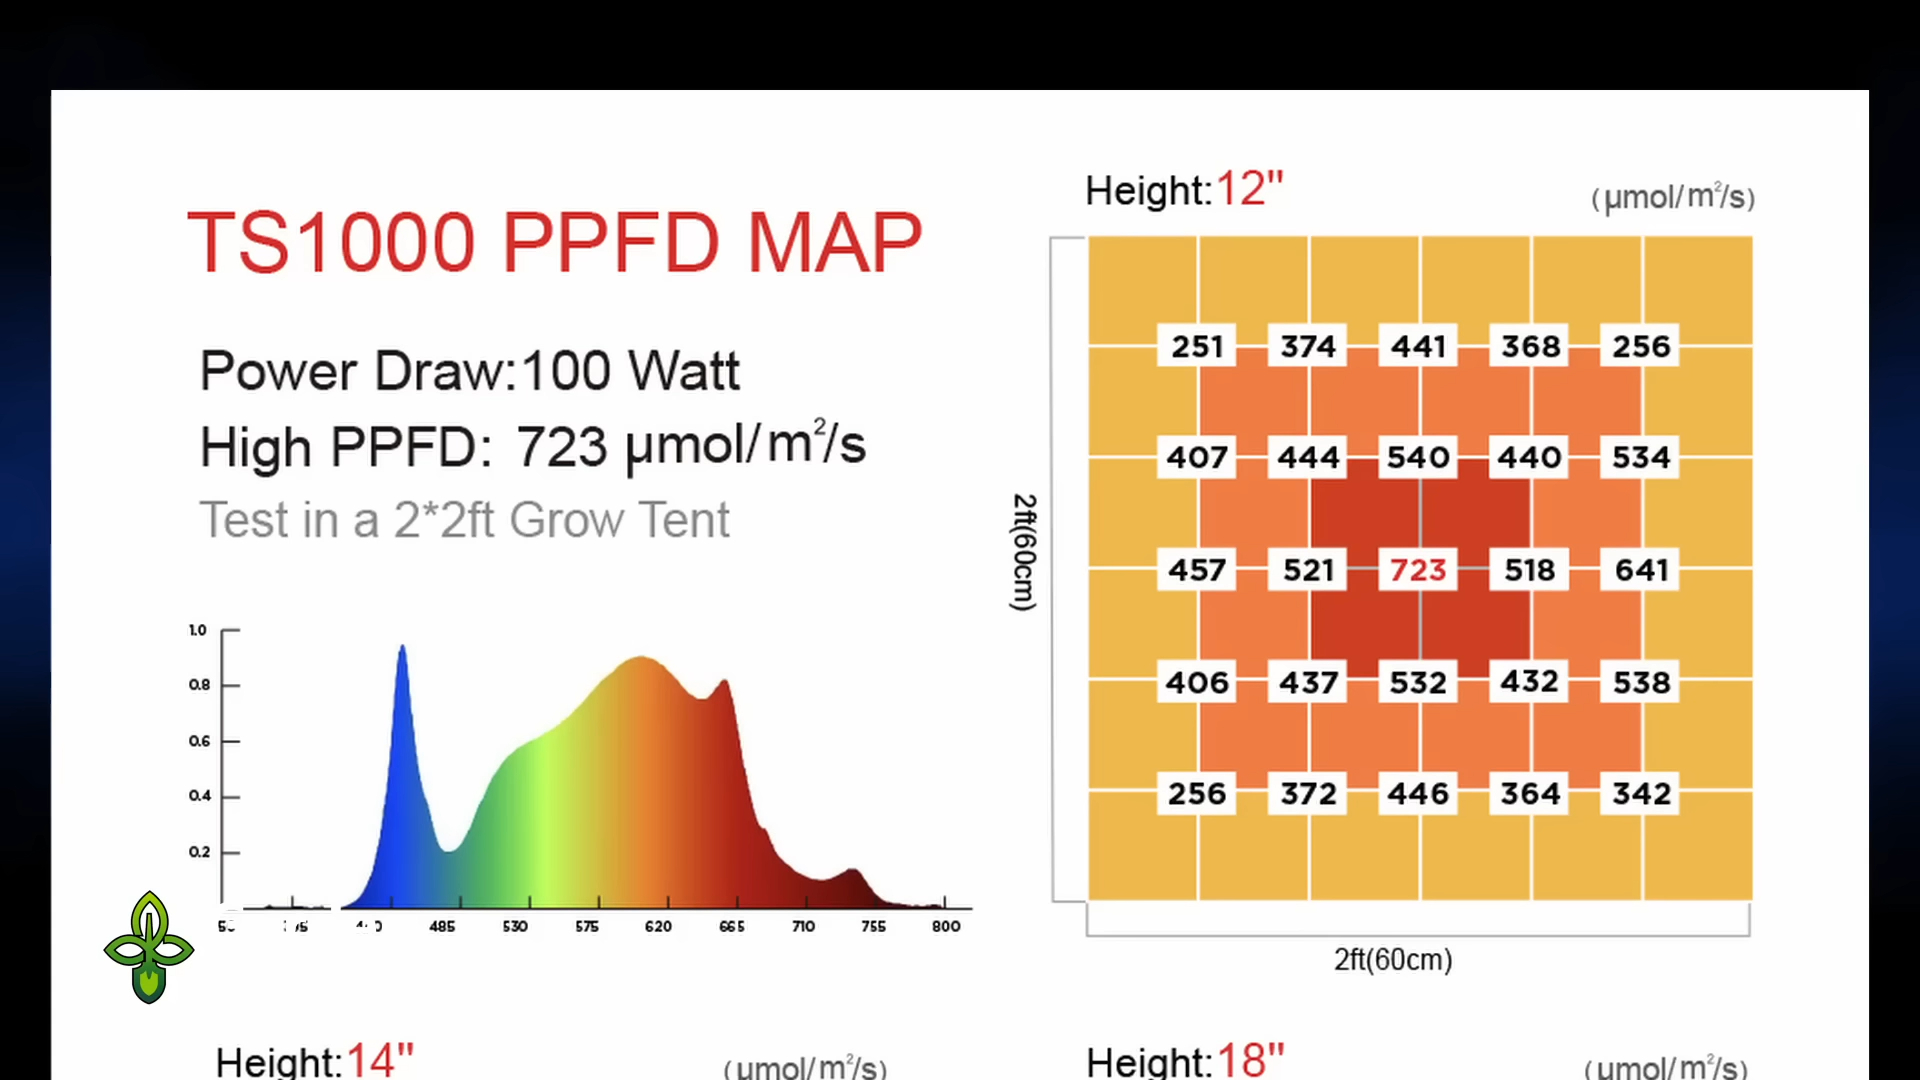 TS1000 PPFD MAP
Power Draw:100 Watt
High PPFD: 723 µmol/m²/s
Test in a 2*2ft Grow Tent
1.0
0.8
0.6
0.4
0.2
485 530 575 620 665 710 755 800
Height:12"
(µmol/m²/s)
251 374 441 368 256
407 444 540 440 534
457 521 723 518 641
406 437 532 432 538
256 372 446 364 342
2ft(60cm)
2ft(60cm)
Height:14"
(µmol/m²/s)
Height:18"
(µmol/m²/s)